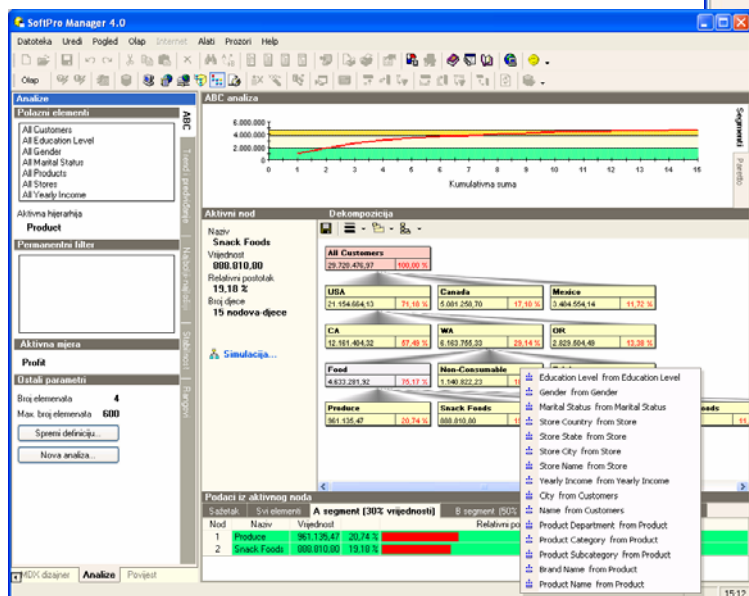 SoftPro Manager 4.0
Datoteka Uredi Pogled Olap Internet Alati Prozori Help
Olap
Analize
Polazni elementi
All Customers
All Education Level
All Gender
All Marital Status
All Products
All Stores
All Yearly Income
Aktivna hijerarhija
Product
Permanentni filter
Aktivna mjera
Profit
Ostali parametri
Broj elemenata 4
Max. broj elemenata 600
Spremi definiciju...
Nova analiza...
ABC
Trend i predviđanje
Najbolji-najlošiji
Stabilnost
Rangovi
MDX dizajner Analize Povijest
ABC analiza
6.000.000
4.000.000
2.000.000
0
0 1 2 3 4 5 6 7 8 9 10 11 12 13 14 15
Kumulativna suma
Segmenti
Paretto
Aktivni nod
Naziv
Snack Foods
Vrijednost
888.810,80
Relativni postotak
19,18 %
Broj djece
15 nodova-djece
Simulacija...
Dekompozicija
All Customers
29.720.476,97 100,00 %
USA Canada Mexico
21.154.664,13 71,18 % 5.081.258,70 17,10 % 3.484.554,14 11,72 %
CA WA OR
12.161.404,32 57,49 % 6.163.755,33 29,14 % 2.829.504,49 13,38 %
Food Non-Consumable
4.633.281,92 75,17 % 1.140.822,23
Produce Snack Foods
961.135,47 20,74 % 888.810,80
Education Level from Education Level
Gender from Gender
Marital Status from Marital Status
Store Country from Store
Store State from Store
Store City from Store
Store Name from Store
Yearly Income from Yearly Income
City from Customers
Name from Customers
Product Department from Product
Product Category from Product
Product Subcategory from Product
Brand Name from Product
Product Name from Product
Podaci iz aktivnog noda
Sažetak Svi elementi A segment (30% vrijednosti) B segment (50%
Nod Naziv Vrijednost Relativni po
1 Produce 961.135,47 20,74 %
2 Snack Foods 888.810,80 19,18 %
15:12